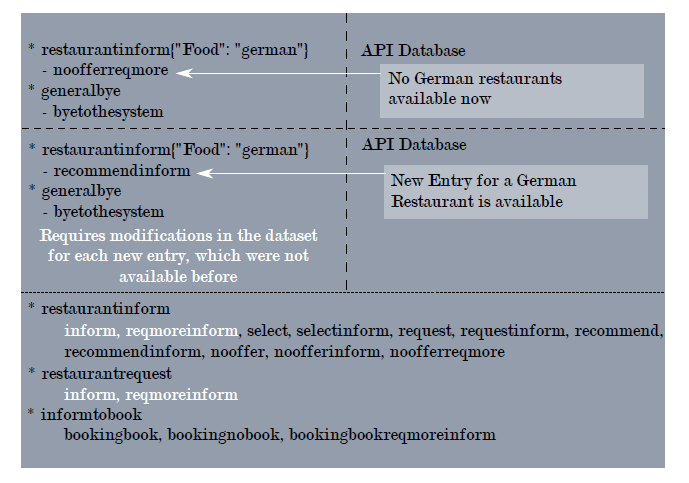 * restaurantinform{"Food": "german"}
- noofferreqmore
* generalbye
- byetothesystem
API Database
No German restaurants
available now
* restaurantinform{"Food": "german"}
- recommendinform
* generalbye
- byetothesystem
Requires modifications in the dataset
for each new entry, which were not
available before
API Database
New Entry for a German
Restaurant is available
* restaurantinform
inform, reqmoreinform, select, selectinform, request, requestinform, recommend,
recommendinform, nooffer, noofferinform, noofferreqmore
* restaurantrequest
inform, reqmoreinform
* informtobook
bookingbook, bookingnobook, bookingbookreqmoreinform